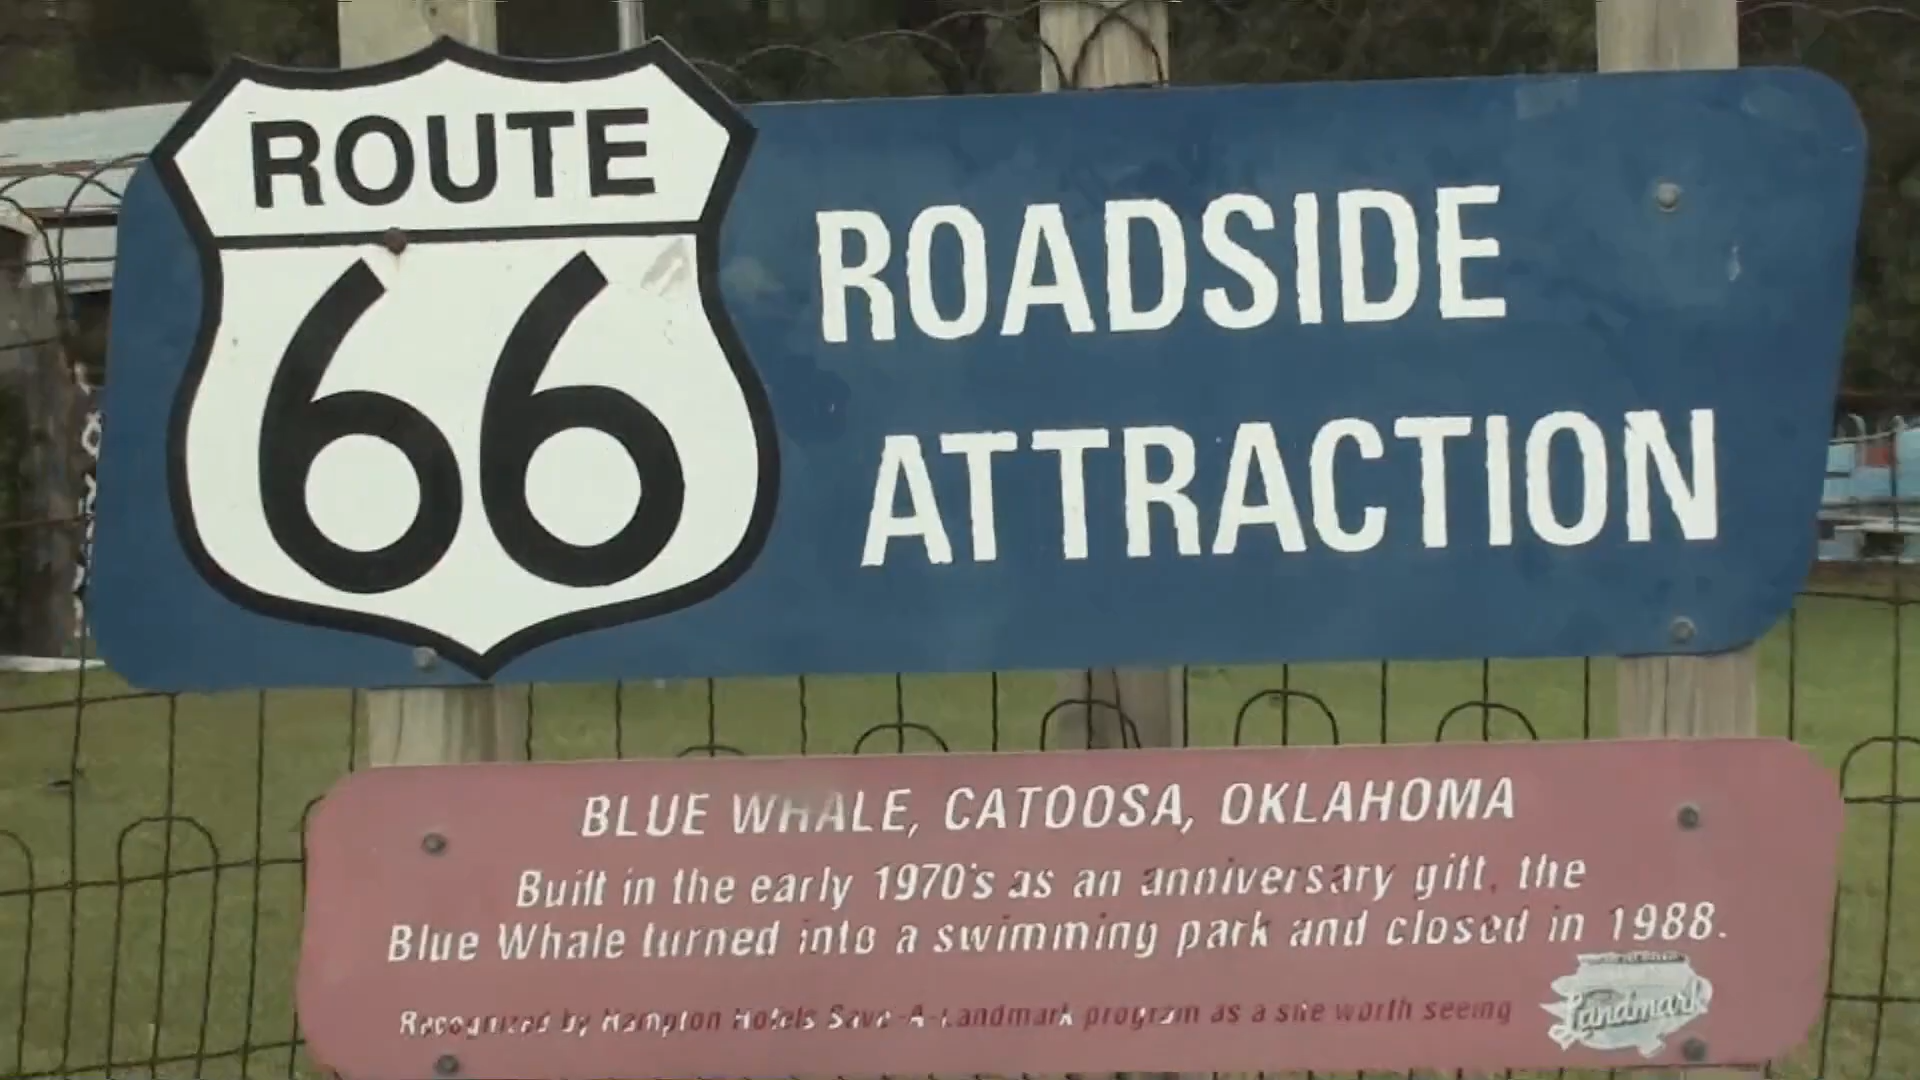 ROUTE
66
ROADSIDE
ATTRACTION
BLUE WHALE, CATOOSA, OKLAHOMA
Built in the early 1970's as an anniversary gift, the
Blue Whale turned into a swimming park and closed in 1988.
Recognized by Hampton Hotels Save-A-Landmark program as a site worth seeing
Landmark